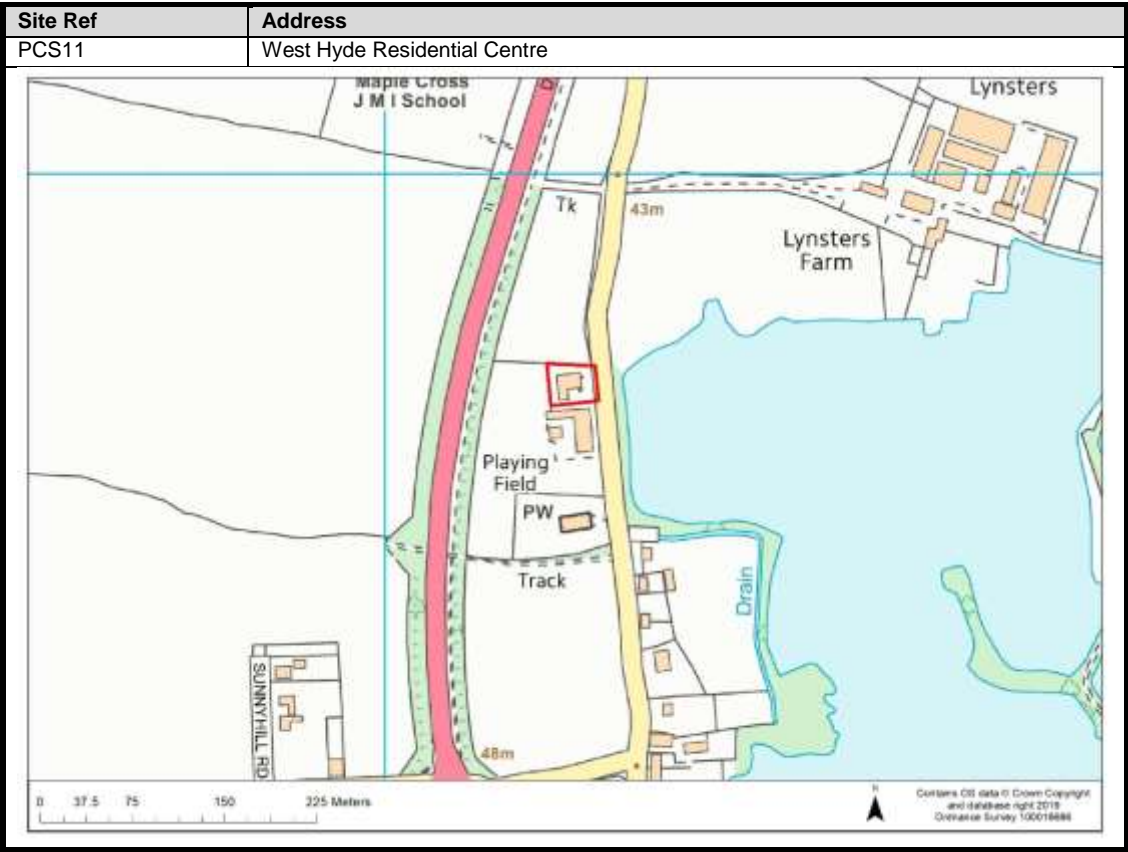 Site Ref Address
PCS11 West Hyde Residential Centre
Maple Cross
J M I School
Lynsters
Tk
43m
Lynsters
Farm
Playing
Field
PW
Track
Drain
SUNNYHILL RD
48m
0 37.5 75 150 225 Meters
N
Contains OS data © Crown Copyright
and database right 2019
Ordnance Survey 100018686